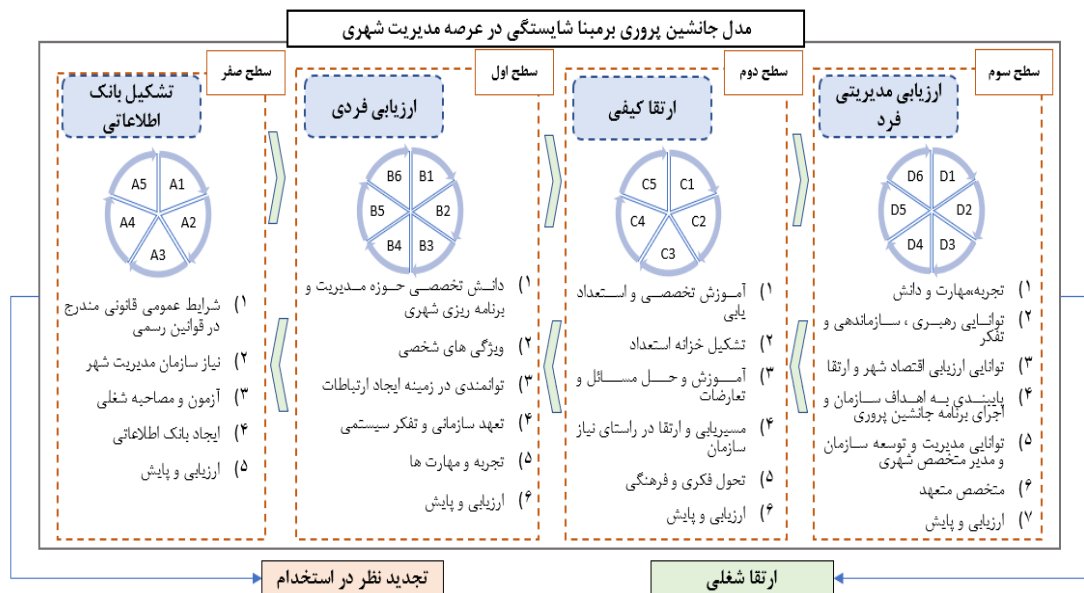 مدل جانشین پروری برمبنا شایستگی در عرصه مدیریت شهری
سطح سوم
ارزیابی مدیریتی
فرد
D1
D2
D3
D4
D5
D6
۱) تجربه،مهارت و دانش
۲) توانایی رهبری ، سازماندهی و
تفکر
۳) توانایی ارزیابی اقتصاد شهر و ارتقا
۴) پایبندی به اهداف سازمان و
اجرای برنامه جانشین پروری
۵) توانایی مدیریت و توسعه سازمان
و مدیر متخصص شهری
۶) متخصص متعهد
۷) ارزیابی و پایش
سطح دوم
ارتقا کیفی
C1
C2
C3
C4
C5
۱) آموزش تخصصی و استعداد
یابی
۲) تشکیل خزانه استعداد
۳) آموزش و حل مسائل و
تعارضات
۴) مسیریابی و ارتقا در راستای نیاز
سازمان
۵) تحول فکری و فرهنگی
۶) ارزیابی و پایش
سطح اول
ارزیابی فردی
B1
B2
B3
B4
B5
B6
۱) دانش تخصصی حوزه مدیریت و
برنامه ریزی شهری
۲) ویژگی های شخصی
۳) توانمندی در زمینه ایجاد ارتباطات
۴) تعهد سازمانی و تفکر سیستمی
۵) تجربه و مهارت ها
۶) ارزیابی و پایش
سطح صفر
تشکیل بانک
اطلاعاتی
A1
A2
A3
A4
A5
۱) شرایط عمومی قانونی مندرج
در قوانین رسمی
۲) نیاز سازمان مدیریت شهر
۳) آزمون و مصاحبه شغلی
۴) ایجاد بانک اطلاعاتی
۵) ارزیابی و پایش
ارتقا شغلی
تجدید نظر در استخدام